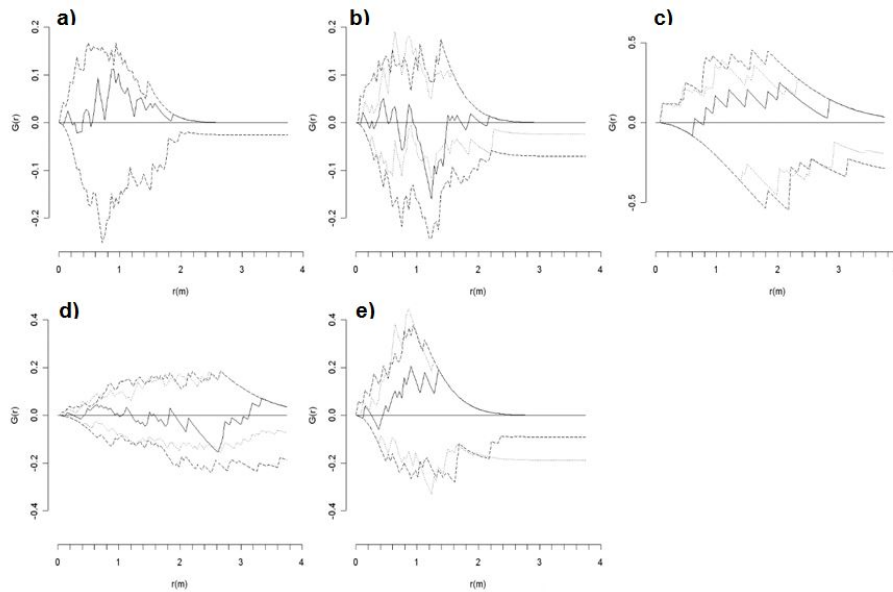 a) b) c)
G(r) G(r) G(r)
0.2 0.2 0.5
0.1 0.1
0.0 0.0 0.0
-0.1 -0.1
-0.2 -0.2 -0.5
0 1 2 3 4 0 1 2 3 4 0 1 2 3
r(m) r(m) r(m)
d) e)
G(r) G(r)
0.4 0.4
0.2 0.2
0.0 0.0
-0.2 -0.2
-0.4 -0.4
0 1 2 3 4 0 1 2 3 4
r(m) r(m)